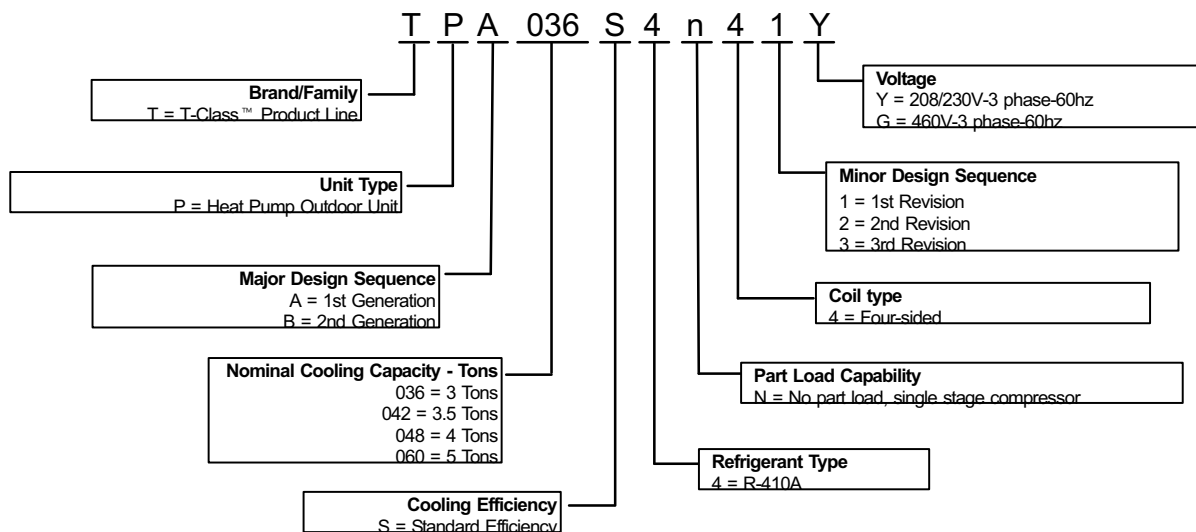 T P A 036 S 4 n 4 1 Y
Brand/Family
T = T-Class™ Product Line
Unit Type
P = Heat Pump Outdoor Unit
Major Design Sequence
A = 1st Generation
B = 2nd Generation
Nominal Cooling Capacity - Tons
036 = 3 Tons
042 = 3.5 Tons
048 = 4 Tons
060 = 5 Tons
Cooling Efficiency
S = Standard Efficiency
Voltage
Y = 208/230V-3 phase-60hz
G = 460V-3 phase-60hz
Minor Design Sequence
1 = 1st Revision
2 = 2nd Revision
3 = 3rd Revision
Coil type
4 = Four-sided
Part Load Capability
N = No part load, single stage compressor
Refrigerant Type
4 = R-410A